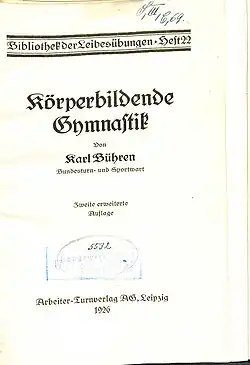 Bibliothek der Leibesübungen · Heft 22
Körperbildende
Gymnastik
Von
Karl Bühren
Bundesturn- und Sportwart
Zweite erweiterte
Auflage
5532
Arbeiter-Turnverlag AG, Leipzig
1926